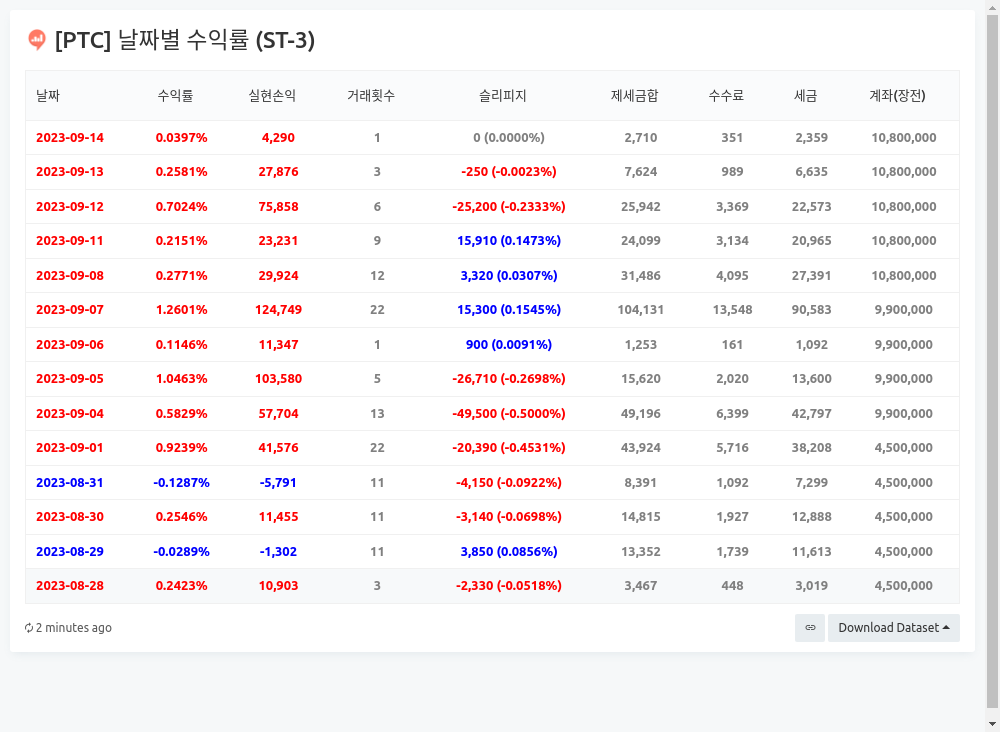 [PTC] 날짜별 수익률 (ST-3)
날짜 수익률 실현손익 거래횟수 슬리피지 제세금합 수수료 세금 계좌(장전)
2023-09-14 0.0397% 4,290 1 0 (0.0000%) 2,710 351 2,359 10,800,000
2023-09-13 0.2581% 27,876 3 -250 (-0.0023%) 7,624 989 6,635 10,800,000
2023-09-12 0.7024% 75,858 6 -25,200 (-0.2333%) 25,942 3,369 22,573 10,800,000
2023-09-11 0.2151% 23,231 9 15,910 (0.1473%) 24,099 3,134 20,965 10,800,000
2023-09-08 0.2771% 29,924 12 3,320 (0.0307%) 31,486 4,095 27,391 10,800,000
2023-09-07 1.2601% 124,749 22 15,300 (0.1545%) 104,131 13,548 90,583 9,900,000
2023-09-06 0.1146% 11,347 1 900 (0.0091%) 1,253 161 1,092 9,900,000
2023-09-05 1.0463% 103,580 5 -26,710 (-0.2698%) 15,620 2,020 13,600 9,900,000
2023-09-04 0.5829% 57,704 13 -49,500 (-0.5000%) 49,196 6,399 42,797 9,900,000
2023-09-01 0.9239% 41,576 22 -20,390 (-0.4531%) 43,924 5,716 38,208 4,500,000
2023-08-31 -0.1287% -5,791 11 -4,150 (-0.0922%) 8,391 1,092 7,299 4,500,000
2023-08-30 0.2546% 11,455 11 -3,140 (-0.0698%) 14,815 1,927 12,888 4,500,000
2023-08-29 -0.0289% -1,302 11 3,850 (0.0856%) 13,352 1,739 11,613 4,500,000
2023-08-28 0.2423% 10,903 3 -2,330 (-0.0518%) 3,467 448 3,019 4,500,000
2 minutes ago Download Dataset